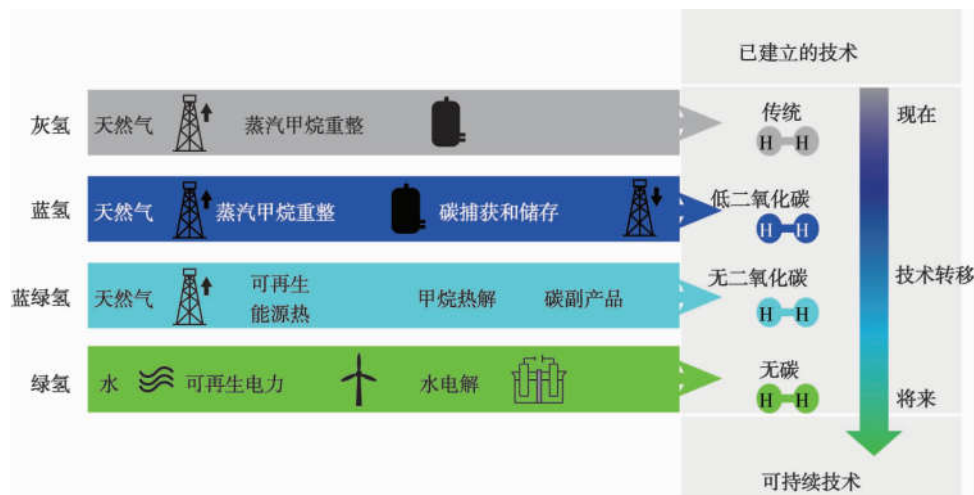 已建立的技术
灰氢 天然气 蒸汽甲烷重整 传统 现在
H H
蓝氢 天然气 蒸汽甲烷重整 碳捕获和储存 低二氧化碳
H H
蓝绿氢 天然气 可再生 能源热 甲烷热解 碳副产品 无二氧化碳 技术转移
H H
绿氢 水 可再生电力 水电解 无碳 将来
H H
可持续技术